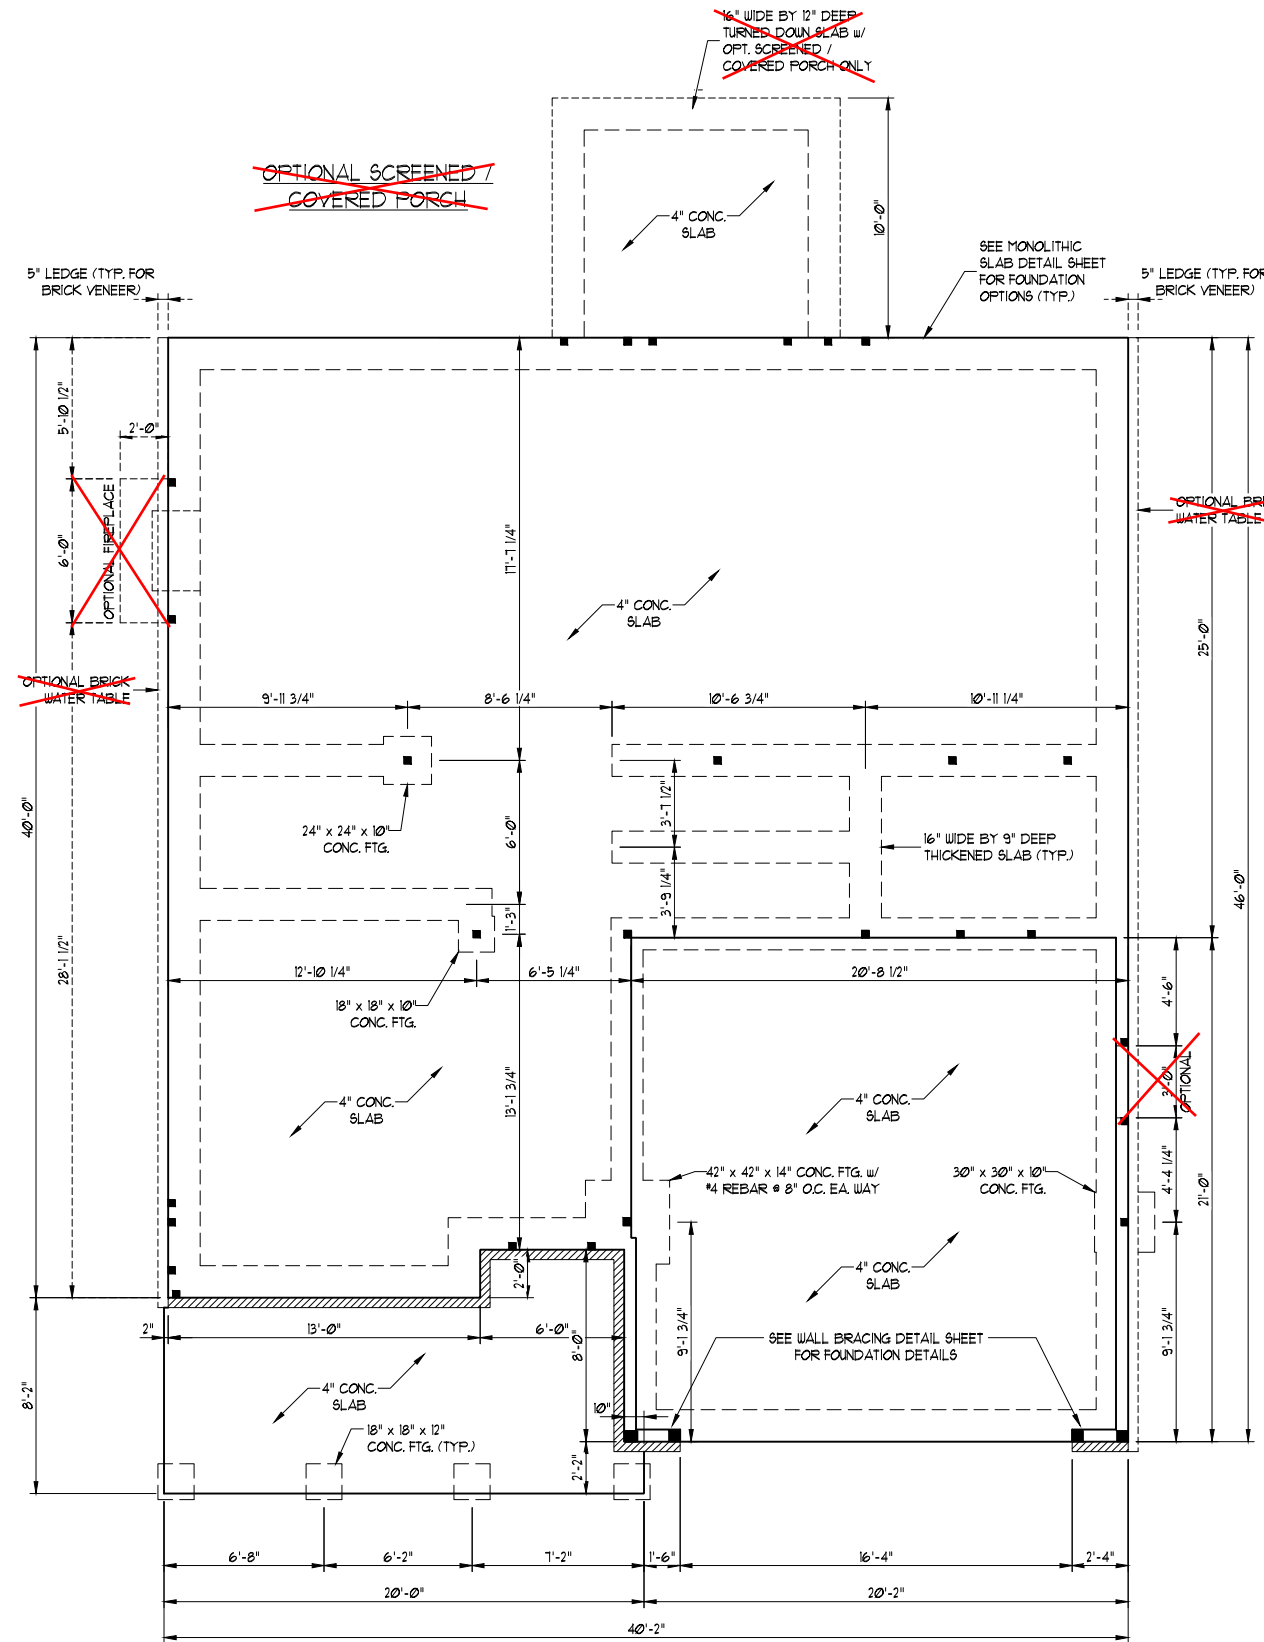 16" WIDE BY 12" DEEP
TURNED DOWN SLAB w/
OPT. SCREENED /
COVERED PORCH ONLY
OPTIONAL SCREENED /
COVERED PORCH
4" CONC.
SLAB
10'-0"
SEE MONOLITHIC
SLAB DETAIL SHEET
FOR FOUNDATION
OPTIONS (TYP.)
5" LEDGE (TYP. FOR
BRICK VENEER)
5" LEDGE (TYP. FOR
BRICK VENEER)
5'-10 1/2"
2'-0"
6'-0"
OPTIONAL FIREPLACE
17'-7 1/4"
OPTIONAL BRI
WATER TABLE
4" CONC.
SLAB
25'-0"
OPTIONAL BRICK
WATER TABLE
9'-11 3/4"
8'-6 1/4"
10'-6 3/4"
10'-11 1/4"
40'-0"
24" x 24" x 10"
CONC. FTG.
6'-0"
3'-7 1/2"
16" WIDE BY 9" DEEP
THICKENED SLAB (TYP.)
3'-9 1/4"
46'-0"
1'-3"
28'-1 1/2"
12'-10 1/4"
6'-5 1/4"
20'-8 1/2"
4'-6"
18" x 18" x 10"
CONC. FTG.
3'-0"
OPTIONAL
4" CONC.
SLAB
13'-1 3/4"
4" CONC.
SLAB
42" x 42" x 14" CONC. FTG. w/
#4 REBAR @ 8" O.C. EA. WAY
30" x 30" x 10"
CONC. FTG.
4'-4 1/4"
21'-0"
4" CONC.
SLAB
2'-0"
2"
13'-0"
6'-0"
8'-0"
9'-1 3/4"
SEE WALL BRACING DETAIL SHEET
FOR FOUNDATION DETAILS
9'-1 3/4"
8'-2"
4" CONC.
SLAB
10"
18" x 18" x 12"
CONC. FTG. (TYP.)
2'-2"
6'-8"
6'-2"
7'-2"
1'-6"
16'-4"
2'-4"
20'-0"
20'-2"
40'-2"